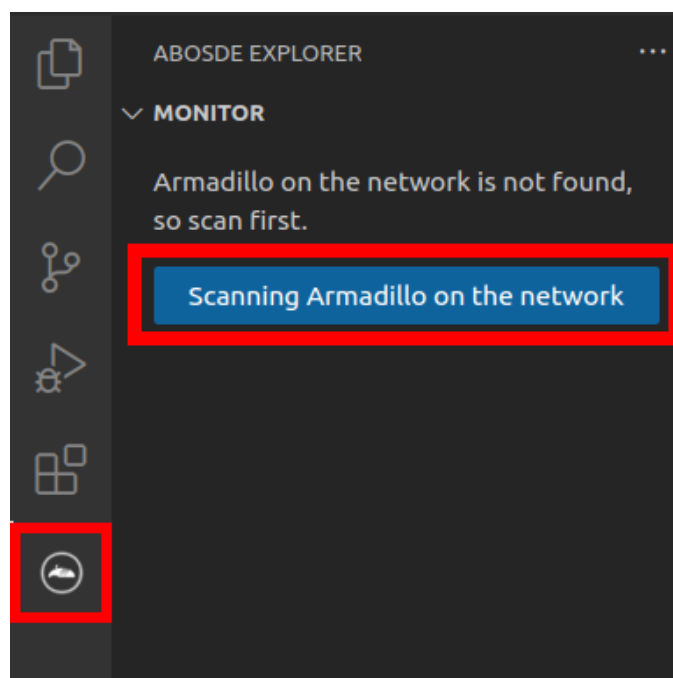 ABOSDE EXPLORER
MONITOR
Armadillo on the network is not found,
so scan first.
Scanning Armadillo on the network